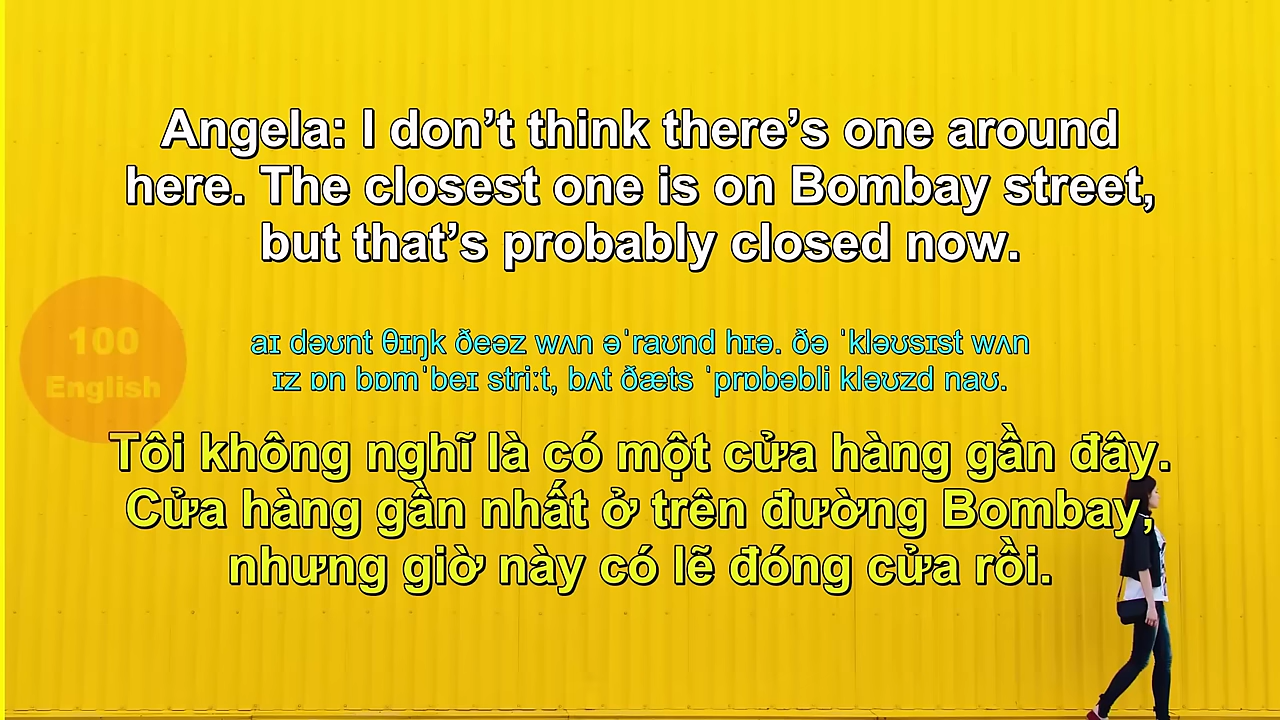 Angela: I don’t think there’s one around
here. The closest one is on Bombay street,
but that’s probably closed now.
100
English
aɪ dəʊnt θɪŋk ðeəz wʌn əˈraʊnd hɪə. ðə ˈkləʊsɪst wʌn
ɪz ɒn bɒmˈbeɪ striːt, bʌt ðæts ˈprɒbəbli kləʊzd naʊ.
Tôi không nghĩ là có một cửa hàng gần đây.
Cửa hàng gần nhất ở trên đường Bombay,
nhưng giờ này có lẽ đóng cửa rồi.